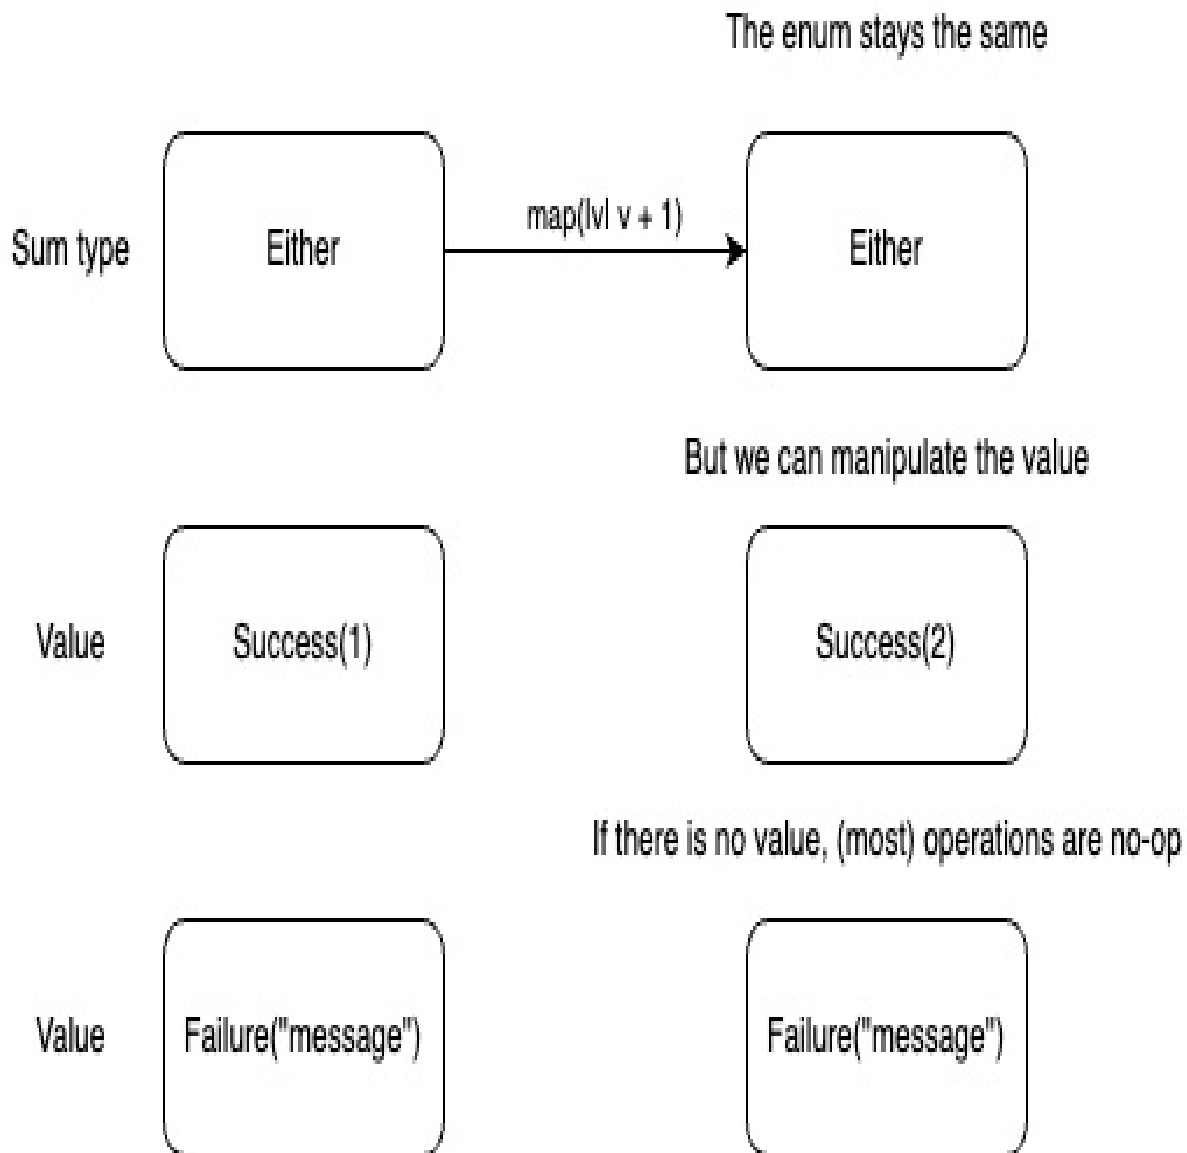 The enum stays the same
Sum type
Either
map(|v| v + 1)
Either
But we can manipulate the value
Value
Success(1)
Success(2)
If there is no value, (most) operations are no-op
Value
Failure("message")
Failure("message")